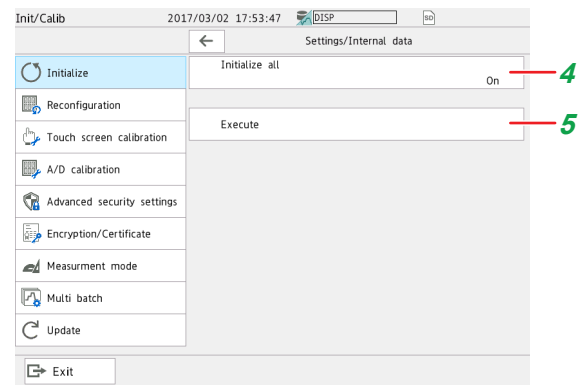 Init/Calib 2017/03/02 17:53:47 DISP SD
← Settings/Internal data
Initialize
Initialize all
On
4
Reconfiguration
Execute
5
Touch screen calibration
A/D calibration
Advanced security settings
Encryption/Certificate
Measurment mode
Multi batch
Update
Exit